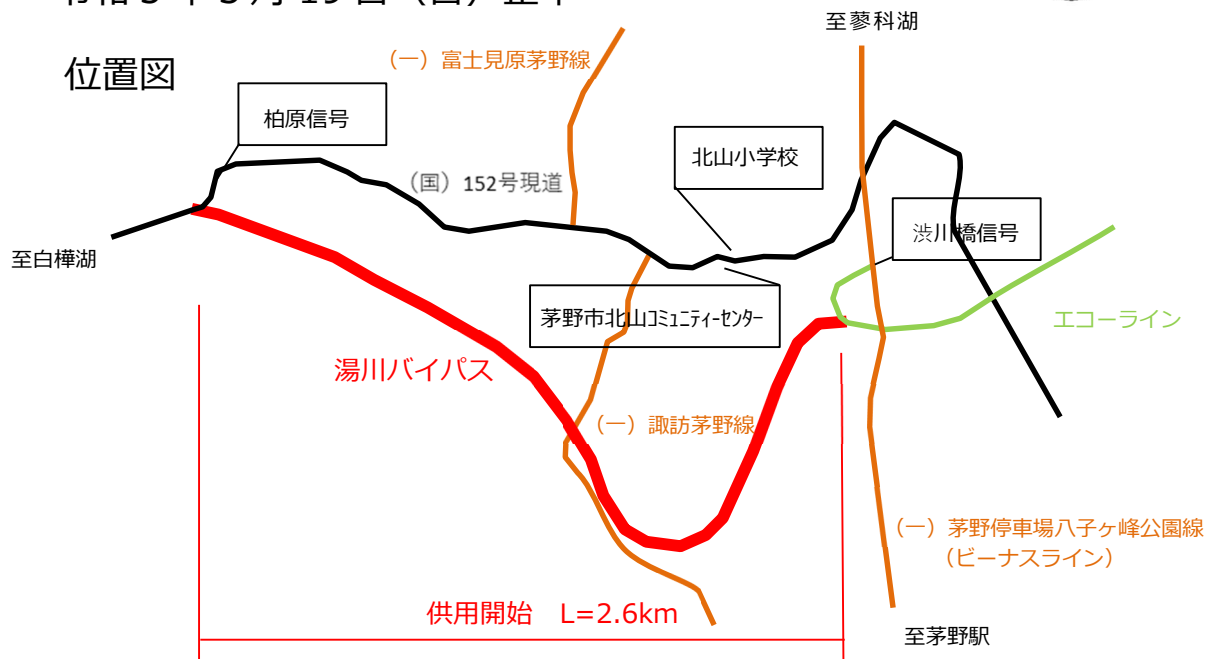 至蓼科湖
位置図
(一)富士見原茅野線
柏原信号
北山小学校
(国)152号現道
渋川橋信号
至白樺湖
茅野市北山ｺﾐｭﾆﾃｨｰｾﾝﾀｰ
エコーライン
湯川バイパス
(一)諏訪茅野線
(一)茅野停車場八子ヶ峰公園線
(ビーナスライン)
供用開始 L=2.6km
至茅野駅